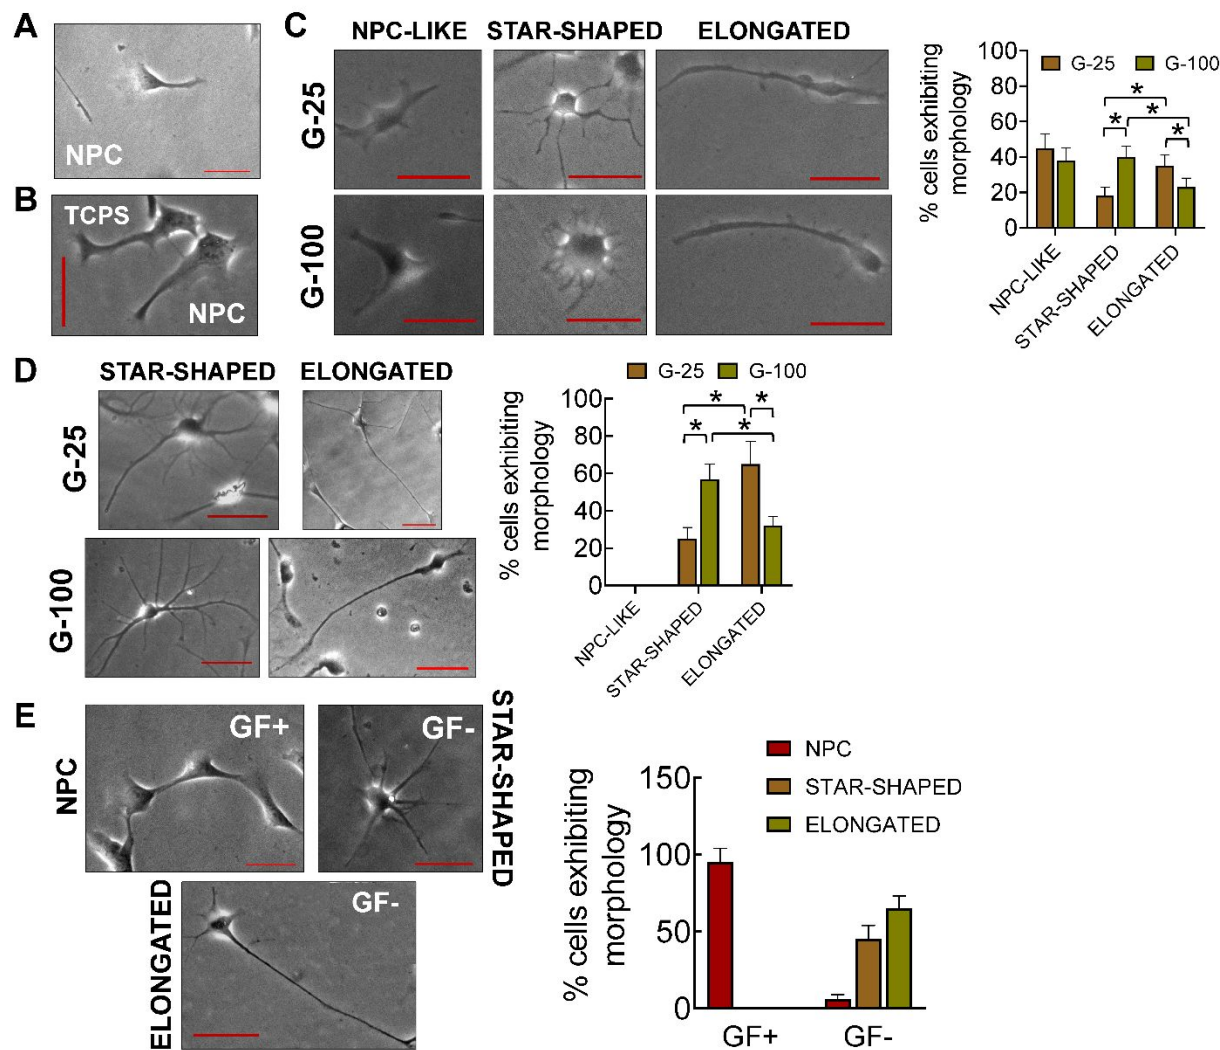 A
NPC
B
TCPS
NPC
C
NPC-LIKE STAR-SHAPED ELONGATED
G-25
G-100
% cells exhibiting
morphology
G-25 G-100
100
80
60
40
20
0
* *
* *
NPC-LIKE
STAR-SHAPED
ELONGATED
D
STAR-SHAPED ELONGATED
G-25
G-100
% cells exhibiting
morphology
G-25 G-100
100
80
60
40
20
0
* *
* *
NPC-LIKE
STAR-SHAPED
ELONGATED
E
NPC
GF+
GF-
STAR-SHAPED
ELONGATED
GF-
% cells exhibiting
morphology
NPC
STAR-SHAPED
ELONGATED
150
100
50
0
GF+ GF-